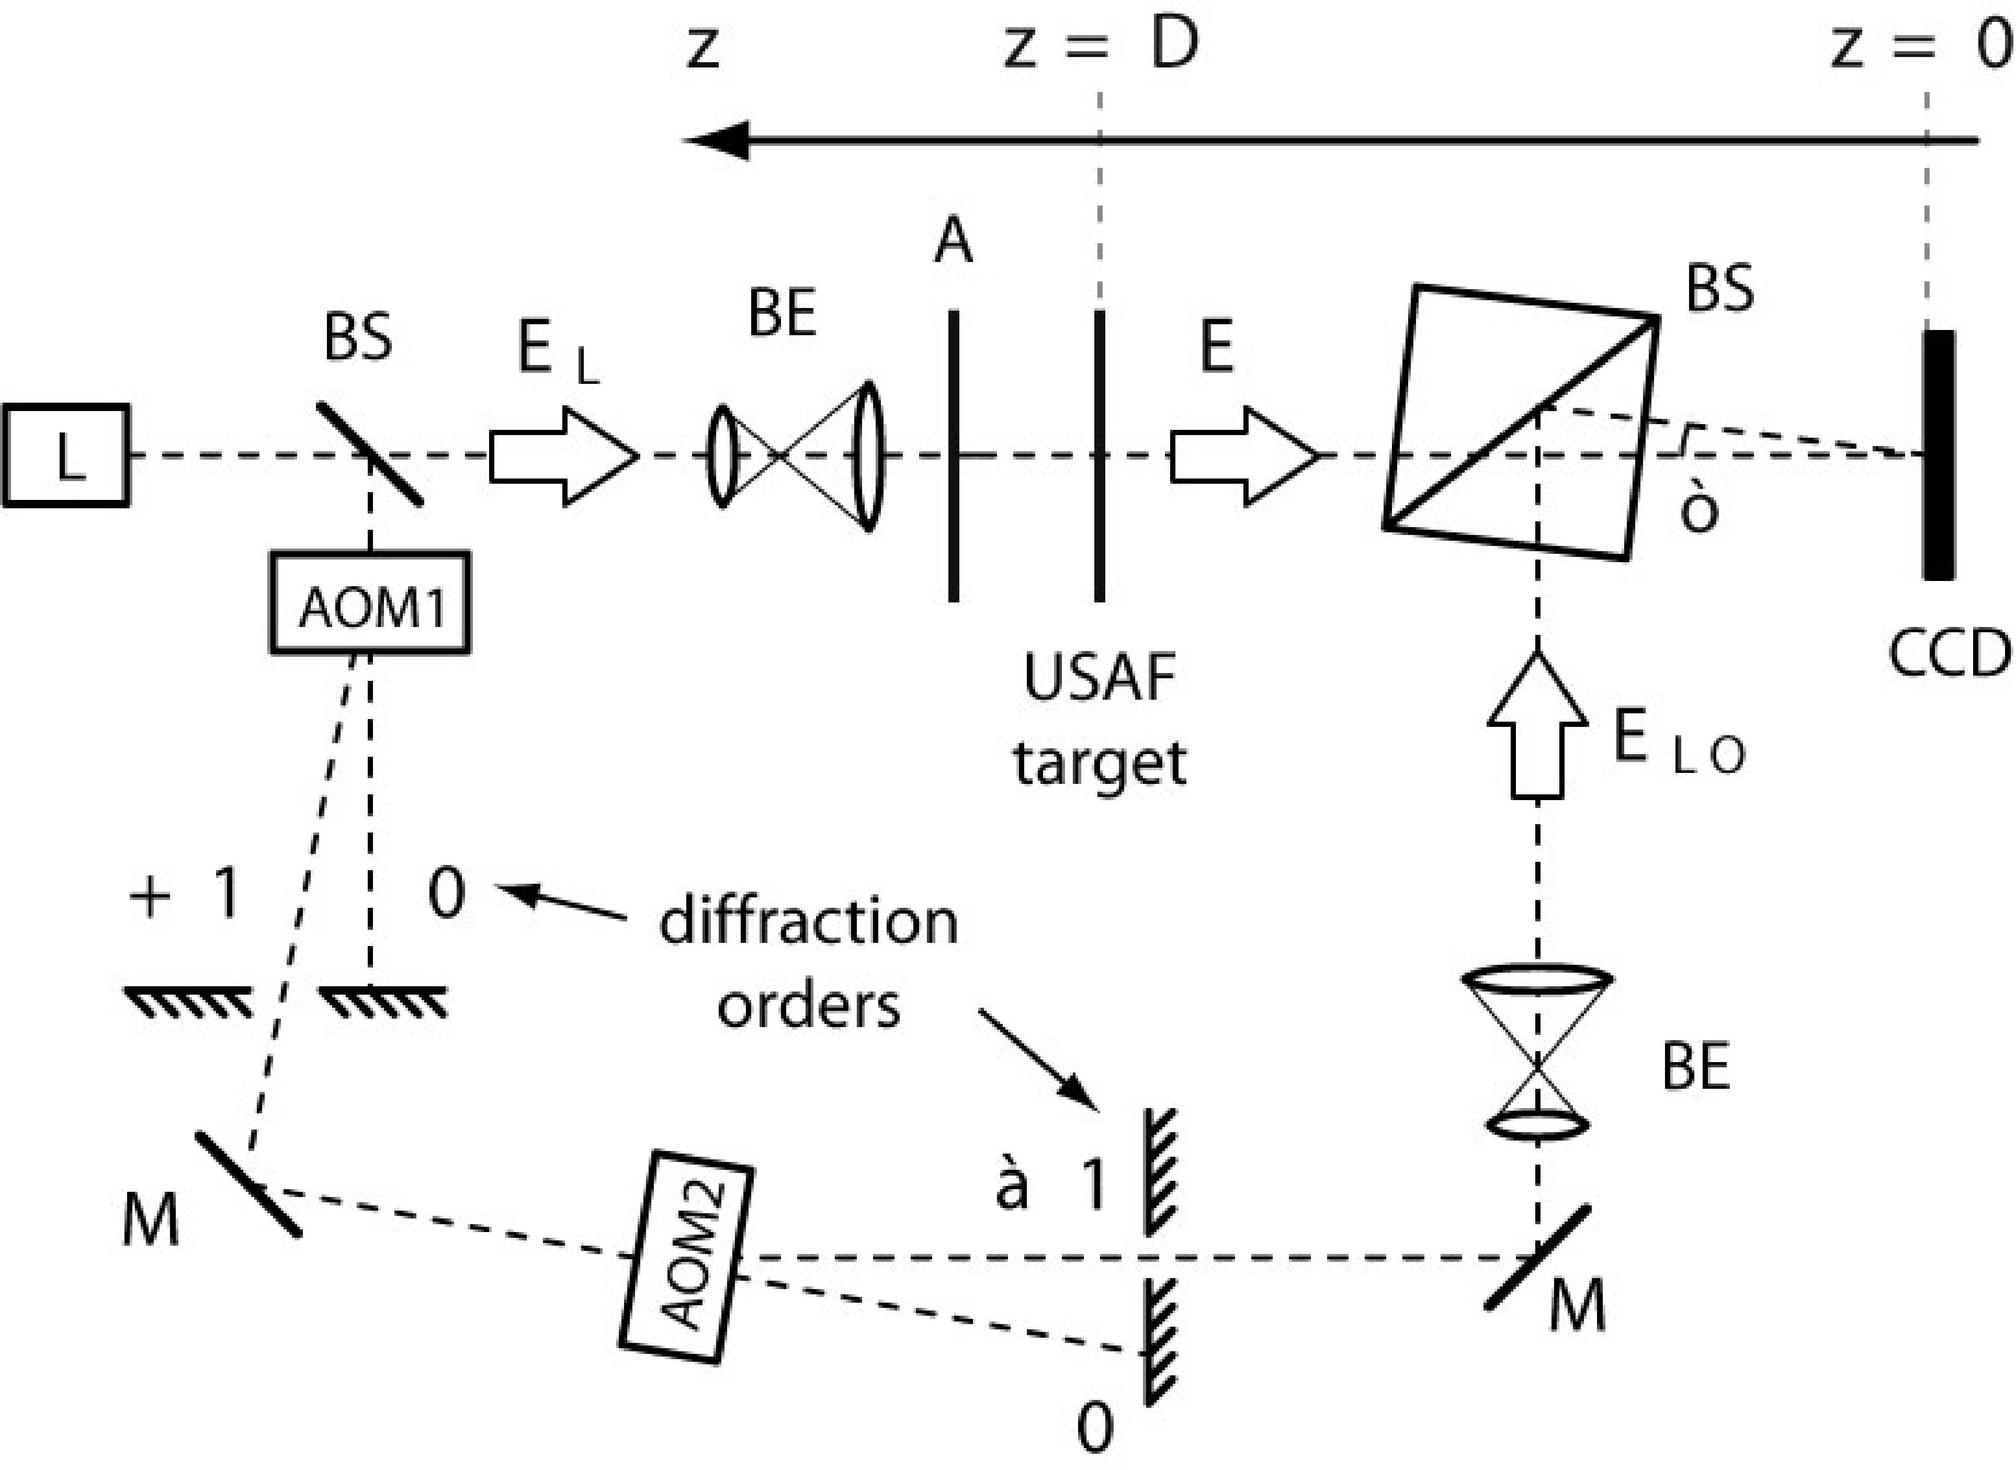 z
z = D
z = 0
A
BS
BE
BS
E L
E
L
ò
AOM1
CCD
USAF
target
E L O
+ 1
0
diffraction
orders
BE
à 1
AOM2
M
M
0